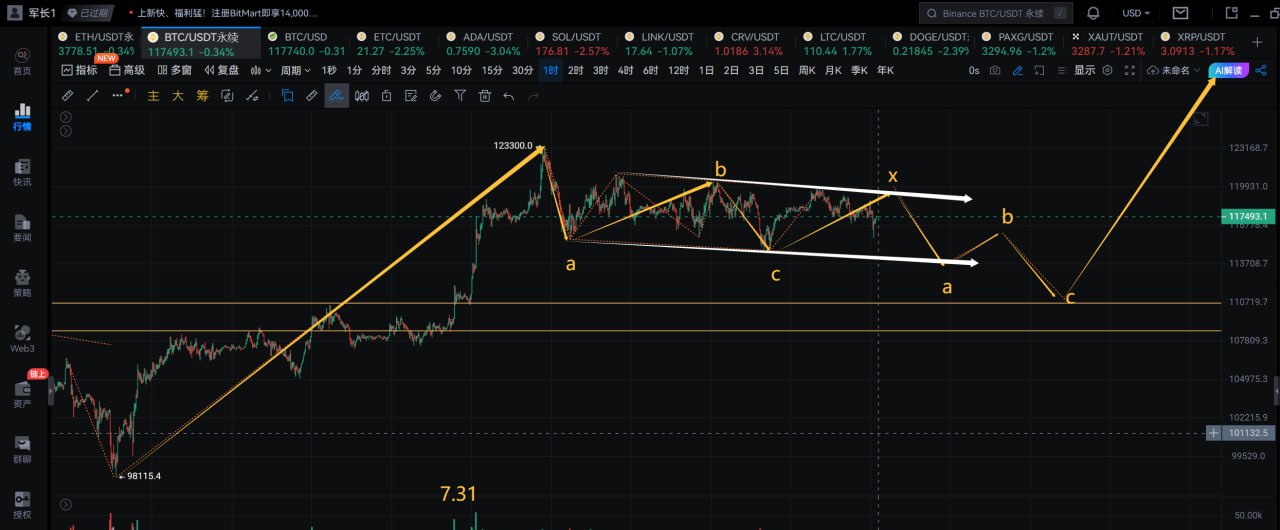 军长1 已过期 • 上新快、福利猛！注册BitMart即享14,000… Binance BTC/USDT 永续 / USD
ETH/USDT永 BTC/USDT永续 BTC/USD ETC/USDT ADA/USDT SOL/USDT LINK/USDT CRV/USDT LTC/USDT DOGE/USDT: PAXG/USDT XAUT/USDT XRP/USDT
3778.51 -0.34% 117493.1 -0.34% 117740.0 -0.31 21.27 -2.25% 0.7590 -3.04% 176.81 -2.57% 17.64 -1.07% 1.0186 3.14% 110.44 1.77% 0.21845 -2.39% 3294.96 -1.2% 3287.7 -1.21% 3.0913 -1.17%
NEW
指标 高级 多窗 复盘 周期 1秒 1分 分时 3分 5分 10分 15分 30分 1时 2时 3时 4时 6时 12时 1日 2日 3日 5日 周K 月K 季K 年K 0s 显示 未命名 AI解读
主 大 筹
首页
行情
快讯
要闻
策略
Web3
链上
资产
群聊
授权
123300.0
98115.4
a
b
c
x
a
b
c
7.31
123168.7
119931.0
117493.1
116778.4
113708.7
110719.7
107809.3
104975.3
102215.9
101132.5
99529.0
50.00k